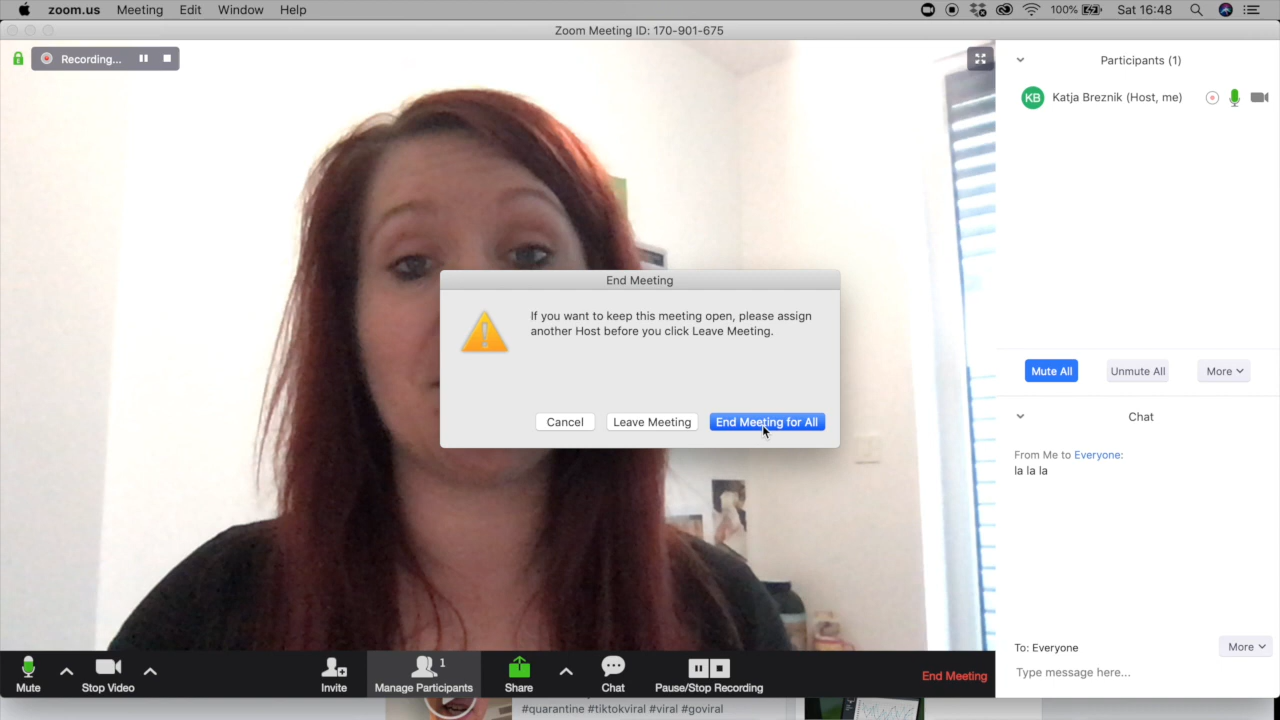 zoom.us Meeting Edit Window Help 100% Sat 16:48
Zoom Meeting ID: 170-901-675
Recording...
Participants (1)
KB Katja Breznik (Host, me)
End Meeting
If you want to keep this meeting open, please assign
another Host before you click Leave Meeting.
Cancel Leave Meeting End Meeting for All
Mute All Unmute All More
Chat
From Me to Everyone:
la la la
To: Everyone More
Type message here...
Mute Stop Video Invite Manage Participants 1 Share Chat Pause/Stop Recording End Meeting
#quarantine #tiktokviral #viral #goviral